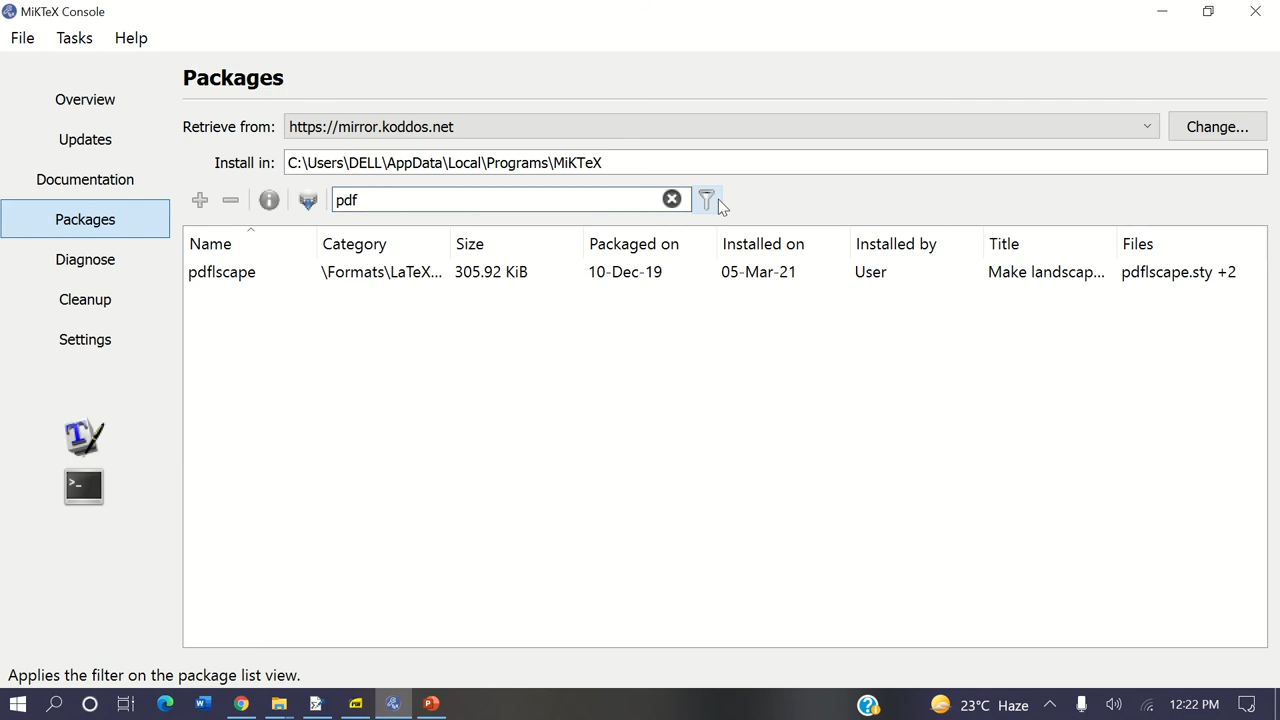 MiKTeX Console
File Tasks Help
Packages
Overview
Updates
Documentation
Packages
Diagnose
Cleanup
Settings
Retrieve from: https://mirror.koddos.net Change...
Install in: C:\Users\DELL\AppData\Local\Programs\MiKTeX
pdf
Name Category Size Packaged on Installed on Installed by Title Files
pdflscape \Formats\LaTeX... 305.92 KiB 10-Dec-19 05-Mar-21 User Make landscap... pdflscape.sty +2
Applies the filter on the package list view.
23°C Haze 12:22 PM